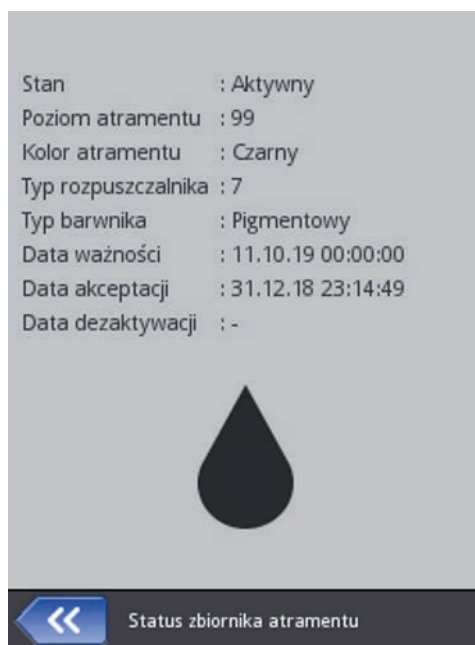 Stan : Aktywny
Poziom atramentu : 99
Kolor atramentu : Czarny
Typ rozpuszczalnika : 7
Typ barwnika : Pigmentowy
Data ważności : 11.10.19 00:00:00
Data akceptacji : 31.12.18 23:14:49
Data dezaktywacji : -
Status zbiornika atramentu